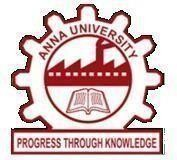 ANNA UNIVERSITY
PROGRESS THROUGH KNOWLEDGE